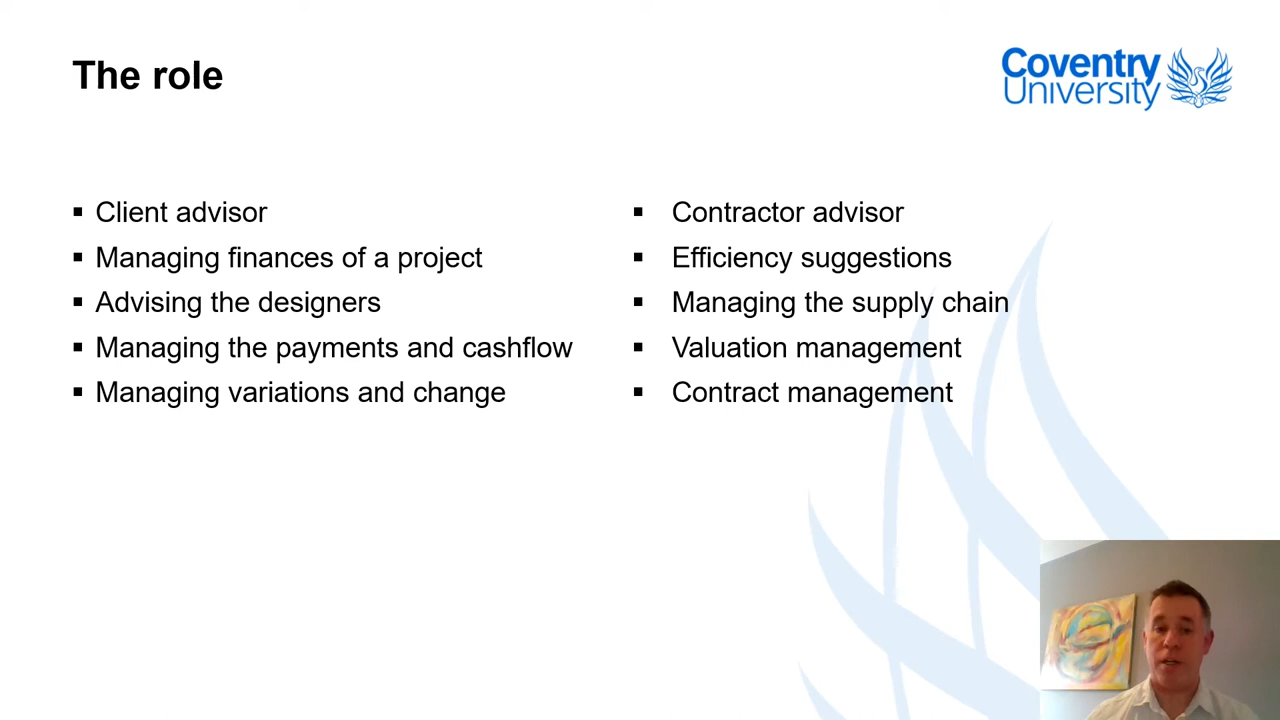 The role
Coventry
University
Client advisor
Managing finances of a project
Advising the designers
Managing the payments and cashflow
Managing variations and change
Contractor advisor
Efficiency suggestions
Managing the supply chain
Valuation management
Contract management